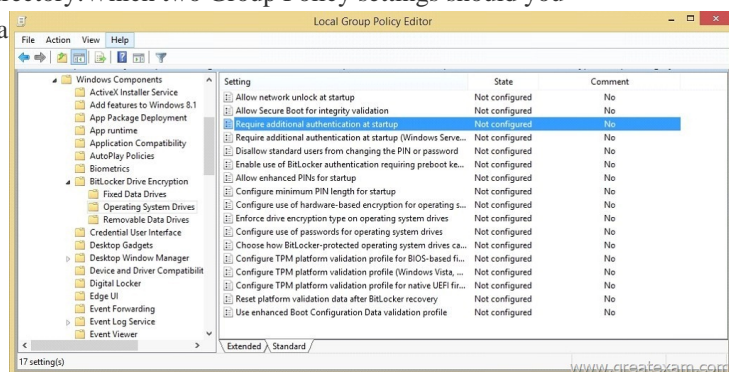 rectory.Which two Group Policy settings should you
a
Local Group Policy Editor
File Action View Help
Windows Components
ActiveX Installer Service
Add features to Windows 8.1
App Package Deployment
App runtime
Application Compatibility
AutoPlay Policies
Biometrics
BitLocker Drive Encryption
Fixed Data Drives
Operating System Drives
Removable Data Drives
Credential User Interface
Desktop Gadgets
Desktop Window Manager
Device and Driver Compatibilit
Digital Locker
Edge UI
Event Forwarding
Event Log Service
Event Viewer
Setting State Comment
Allow network unlock at startup Not configured No
Allow Secure Boot for integrity validation Not configured No
Require additional authentication at startup Not configured No
Require additional authentication at startup (Windows Serve... Not configured No
Disallow standard users from changing the PIN or password Not configured No
Enable use of BitLocker authentication requiring preboot ke... Not configured No
Allow enhanced PINs for startup Not configured No
Configure minimum PIN length for startup Not configured No
Configure use of hardware-based encryption for operating s... Not configured No
Enforce drive encryption type on operating system drives Not configured No
Configure use of passwords for operating system drives Not configured No
Choose how BitLocker-protected operating system drives ca... Not configured No
Configure TPM platform validation profile for BIOS-based fi... Not configured No
Configure TPM platform validation profile (Windows Vista, ... Not configured No
Configure TPM platform validation profile for native UEFI fir... Not configured No
Reset platform validation data after BitLocker recovery Not configured No
Use enhanced Boot Configuration Data validation profile Not configured No
Extended Standard
17 setting(s)
www.greatexam.com